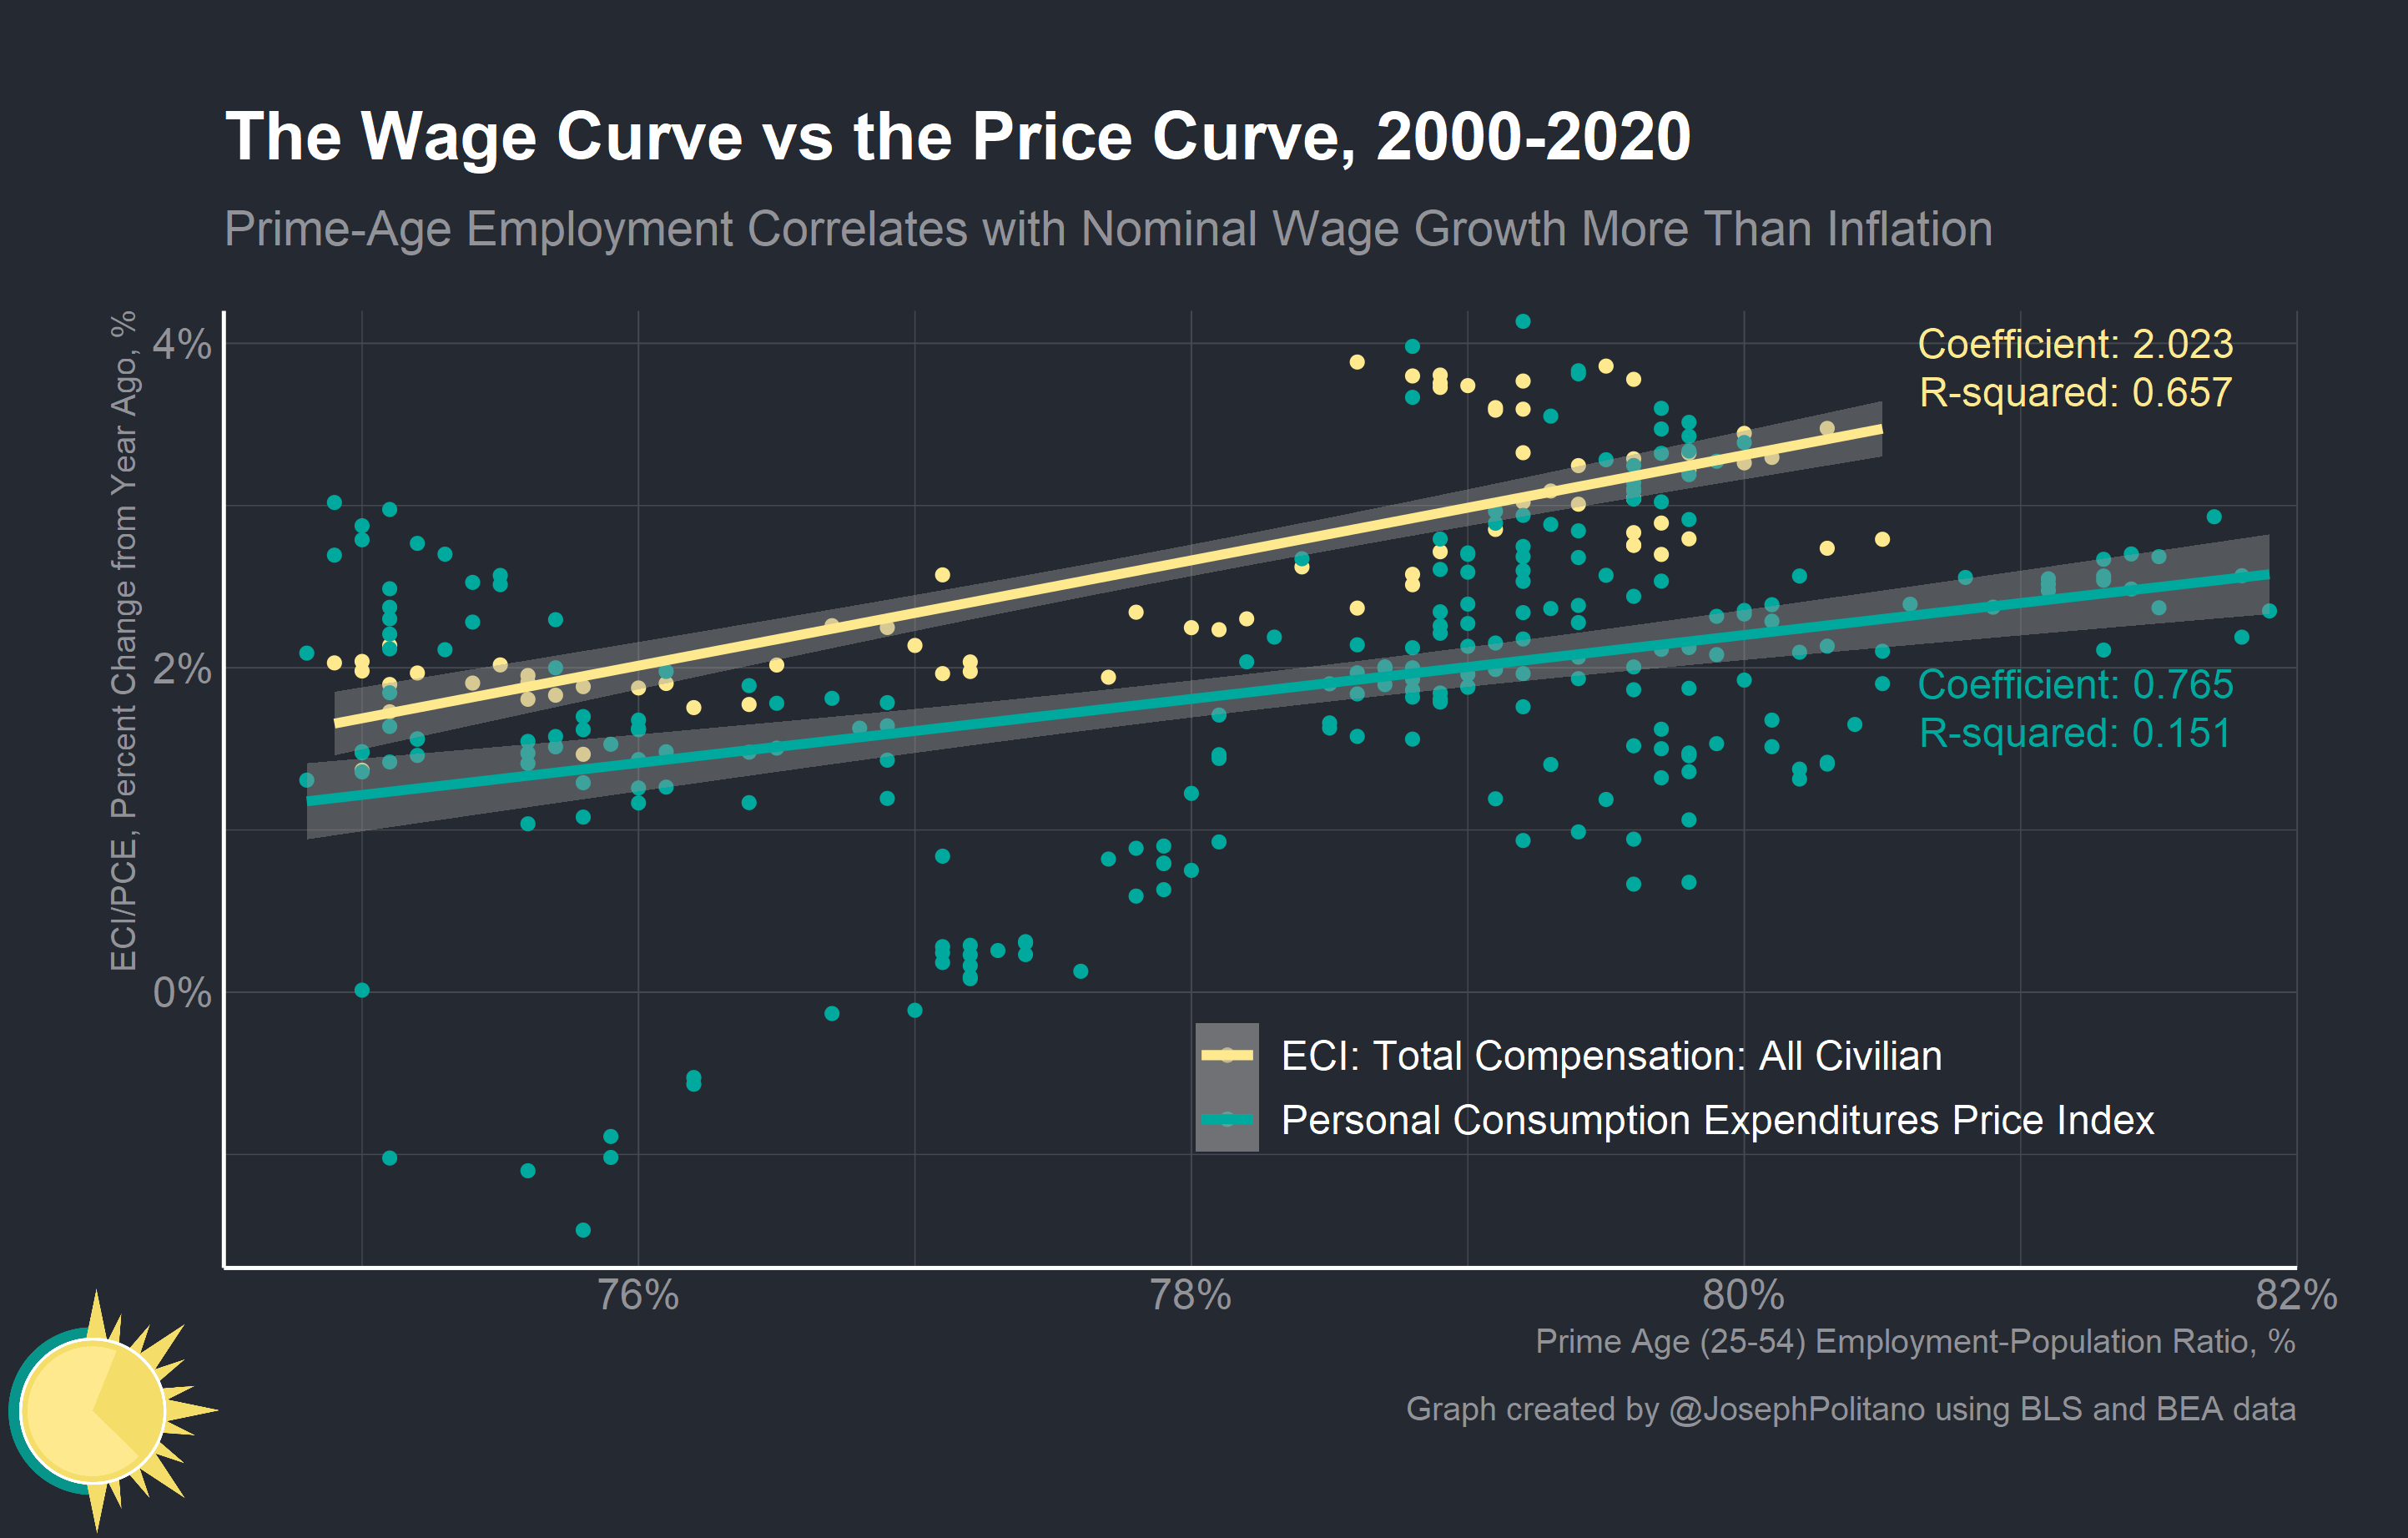 The Wage Curve vs the Price Curve, 2000-2020
Prime-Age Employment Correlates with Nominal Wage Growth More Than Inflation
ECI/PCE, Percent Change from Year Ago, %
4%
2%
0%
Coefficient: 2.023
R-squared: 0.657
Coefficient: 0.765
R-squared: 0.151
ECI: Total Compensation: All Civilian
Personal Consumption Expenditures Price Index
76%
78%
80%
82%
Prime Age (25-54) Employment-Population Ratio, %
Graph created by @JosephPolitano using BLS and BEA data